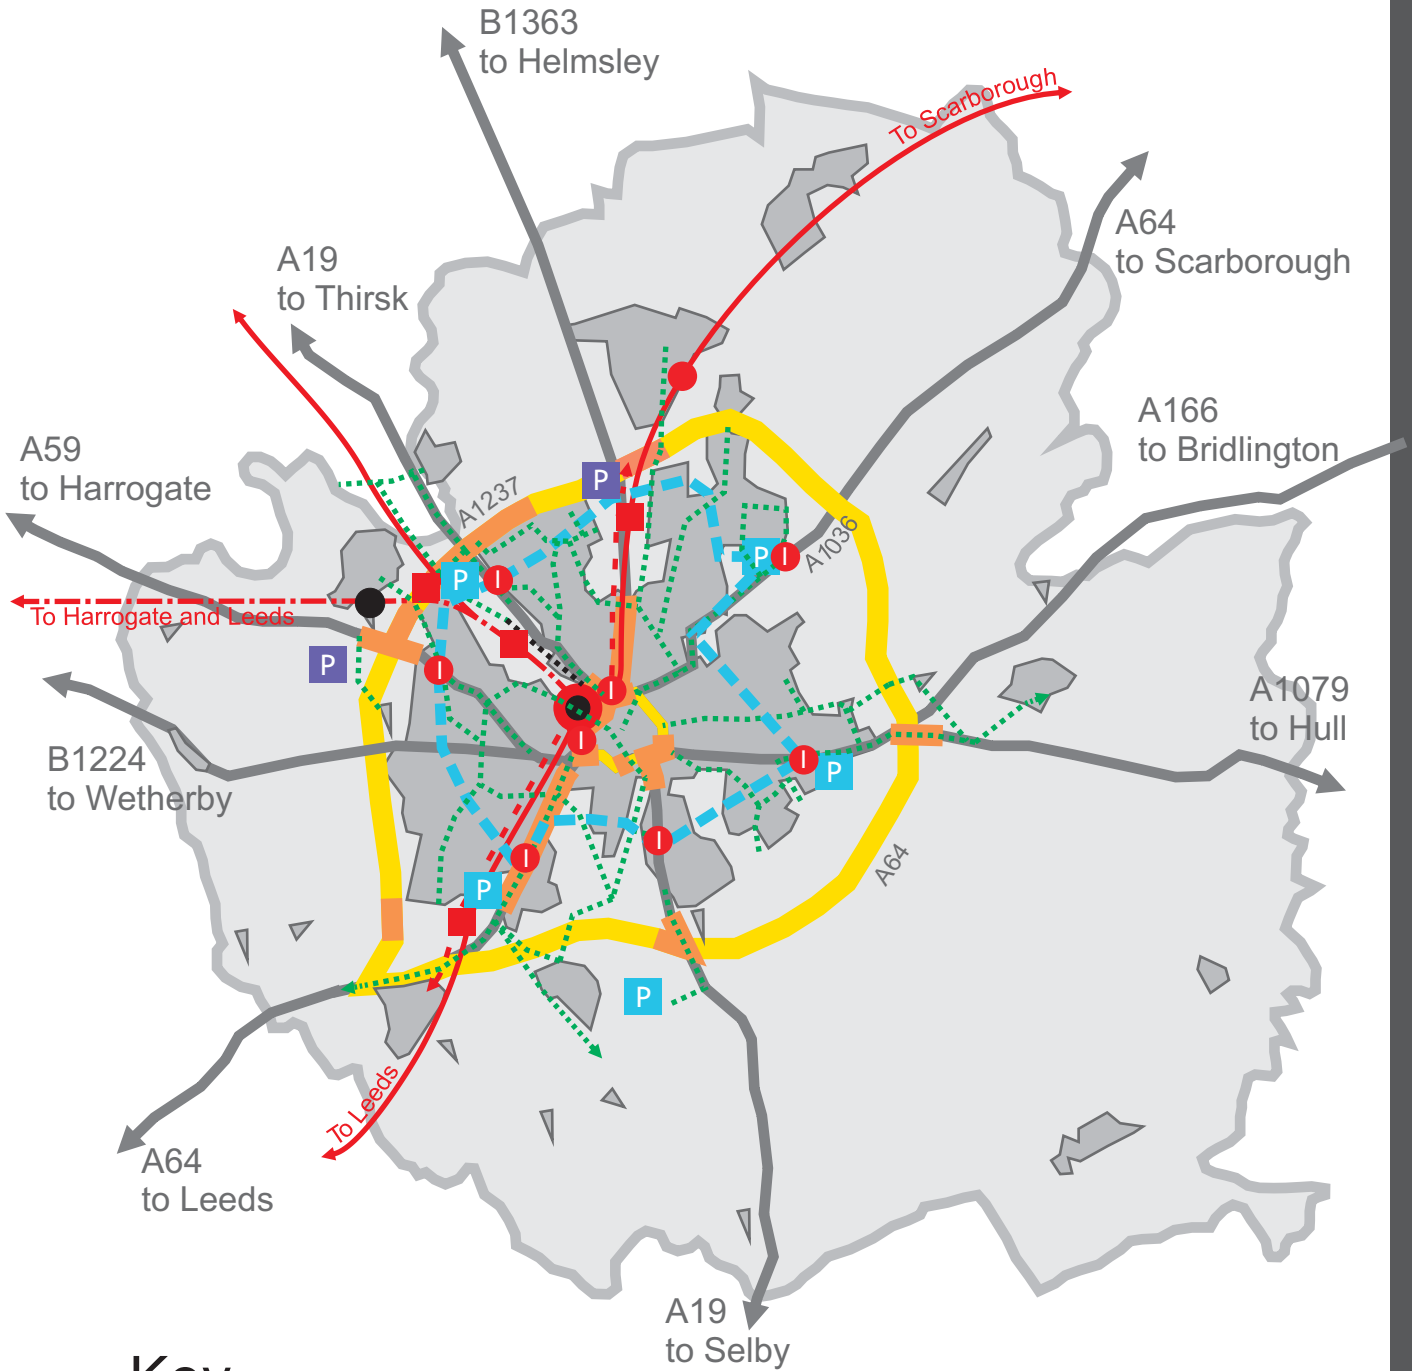 B1363
to Helmsley
To Scarborough
A64
to Scarborough
A19
to Thirsk
A166
to Bridlington
A59
to Harrogate
A1237
P
A1036
P
I
P
I
To Harrogate and Leeds
P
I
I
A1079
to Hull
I
B1224
to Wetherby
I
P
I
I
A64
P
P
To Leeds
A64
to Leeds
A19
to Selby
Key